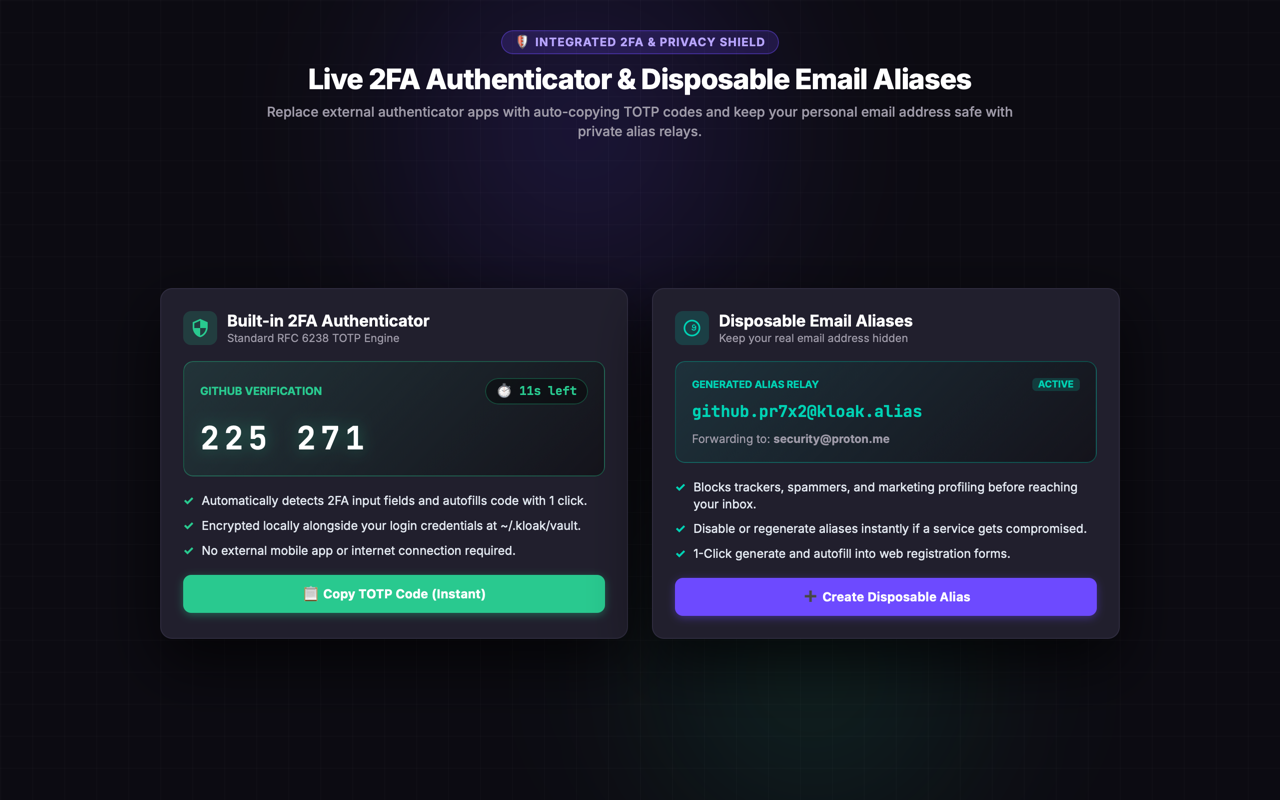 INTEGRATED 2FA & PRIVACY SHIELD
Live 2FA Authenticator & Disposable Email Aliases
Replace external authenticator apps with auto-copying TOTP codes and keep your personal email address safe with
private alias relays.
Built-in 2FA Authenticator
Standard RFC 6238 TOTP Engine
GITHUB VERIFICATION
11s left
225 271
✓ Automatically detects 2FA input fields and autofills code with 1 click.
✓ Encrypted locally alongside your login credentials at ~/.kloak/vault.
✓ No external mobile app or internet connection required.
Copy TOTP Code (Instant)
Disposable Email Aliases
Keep your real email address hidden
GENERATED ALIAS RELAY
ACTIVE
github.pr7x2@kloak.alias
Forwarding to: security@proton.me
✓ Blocks trackers, spammers, and marketing profiling before reaching
your inbox.
✓ Disable or regenerate aliases instantly if a service gets compromised.
✓ 1-Click generate and autofill into web registration forms.
➕ Create Disposable Alias